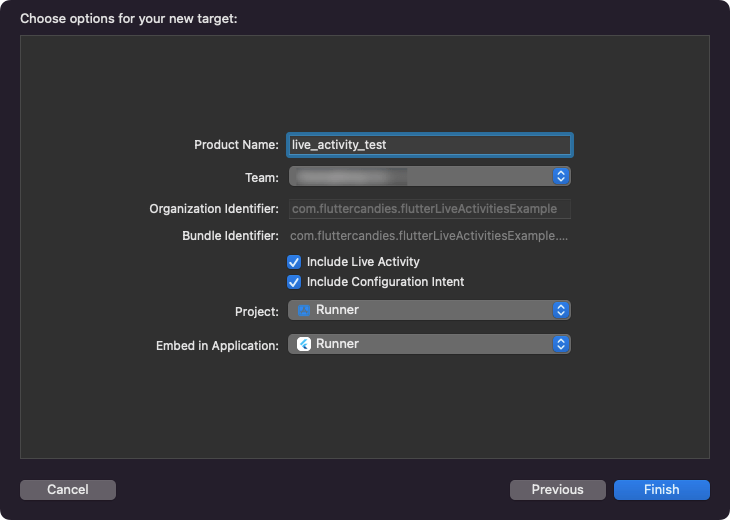 Choose options for your new target:
Product Name: live_activity_test
Team:
Organization Identifier: com.fluttercandies.flutterLiveActivitiesExample
Bundle Identifier: com.fluttercandies.flutterLiveActivitiesExample....
Include Live Activity
Include Configuration Intent
Project: Runner
Embed in Application: Runner
Cancel Previous Finish